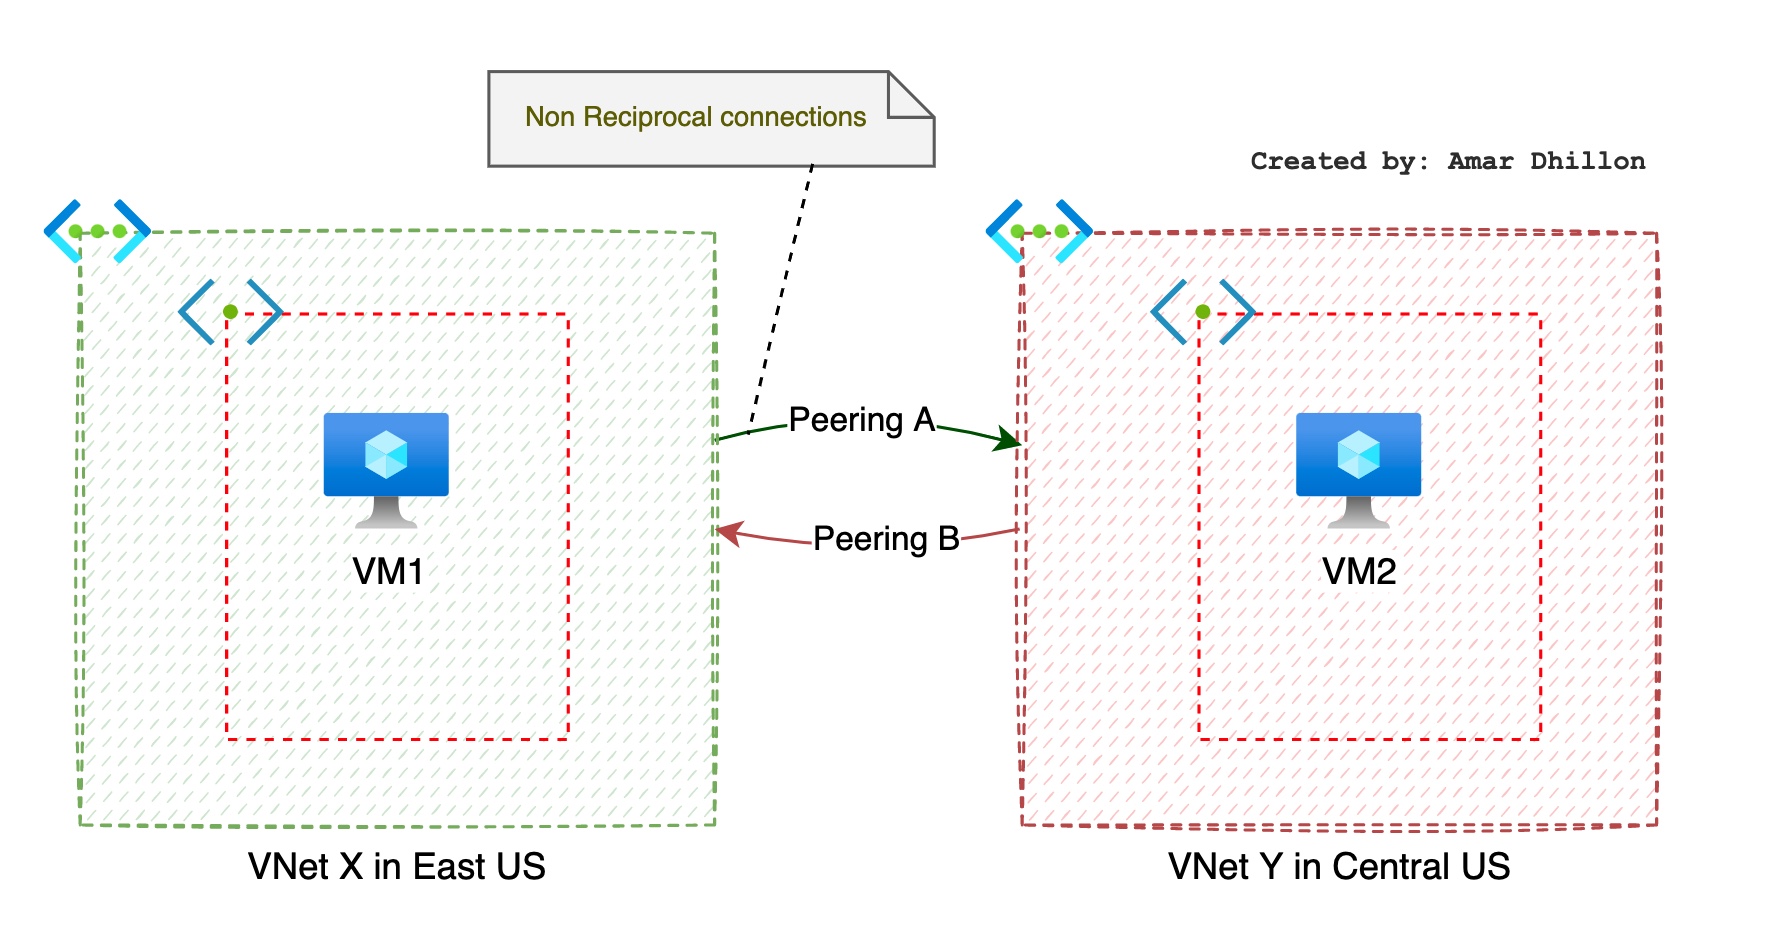 Non Reciprocal connections
Created by: Amar Dhillon
Peering A
Peering B
VM1
VM2
VNet X in East US
VNet Y in Central US